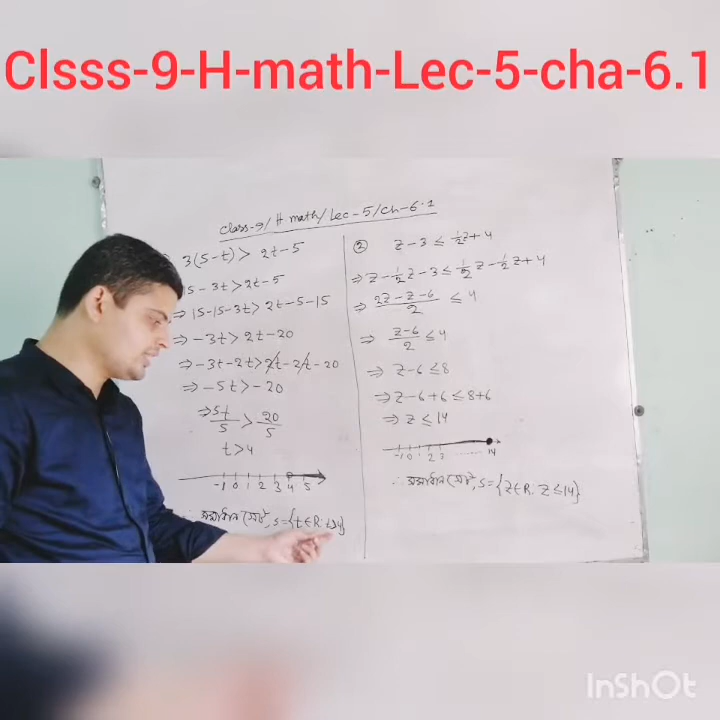 Clsss-9-H-math-Lec-5-cha-6.1
class-9/H math/Lec-5/ch-6.1
3(5-t) > 2t-5
15-3t > 2t-5
⇒ 15-15-3t > 2t-5-15
⇒ -3t > 2t-20
⇒ -3t-2t > 2t-2t-20
⇒ -5t > -20
⇒ 5t/5 > 20/5
t > 4
-1 0 1 2 3 4 5
∴ সমাধান সেট, S = {t∈R: t>4}
② z-3 ≤ 1/2z+4
⇒ z-1/2z-3 ≤ 1/2z-1/2z+4
⇒ 2z-z-6/2 ≤ 4
⇒ z-6/2 ≤ 4
⇒ z-6 ≤ 8
⇒ z-6+6 ≤ 8+6
⇒ z ≤ 14
-1 0 1 2 3 ........ 14
∴ সমাধান সেট, S = {z∈R: z≤14}
InShOt